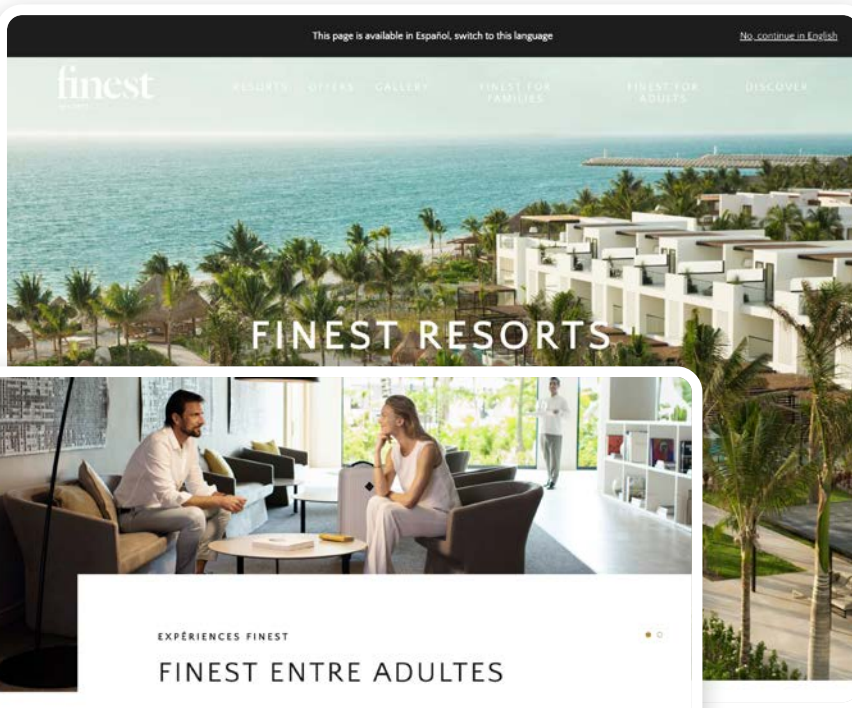 This page is available in Español, switch to this language
No, continue in English
finest
RESORTS
OFFERS
GALLERY
FINEST FOR
FAMILIES
FINEST FOR
ADULTS
DISCOVER
FINEST RESORTS
EXPÉRIENCES FINEST
FINEST ENTRE ADULTES